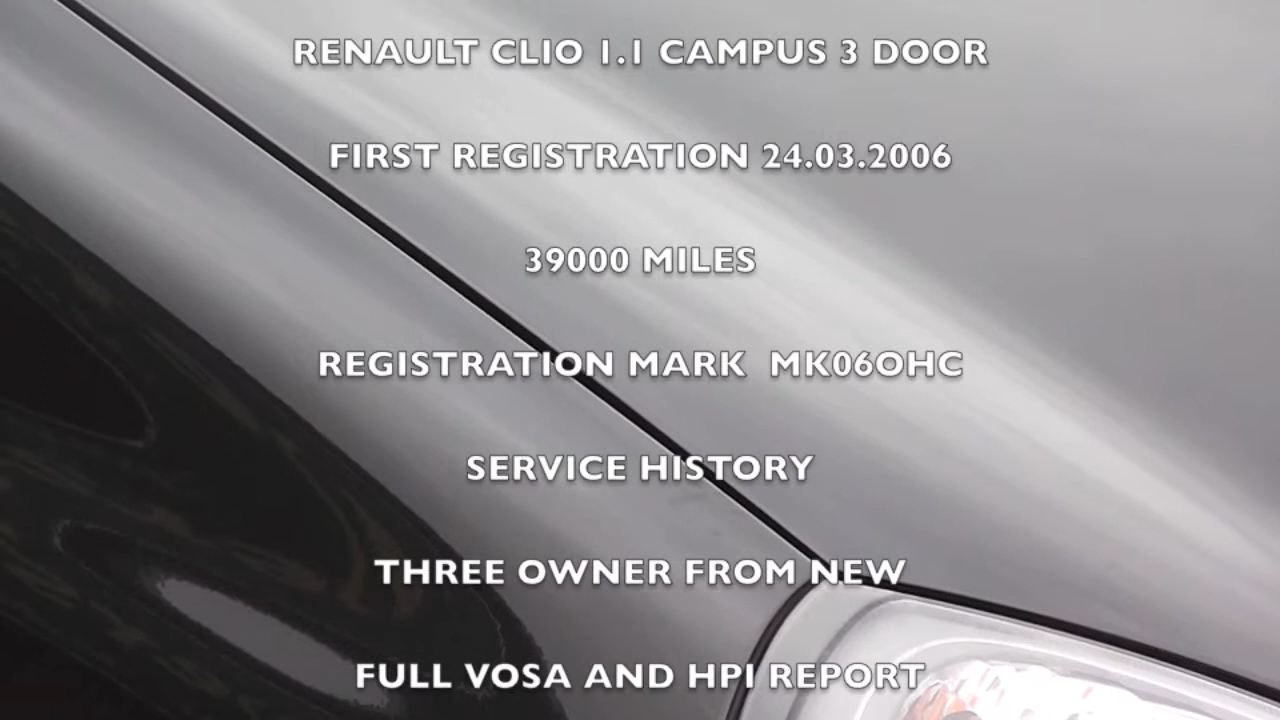 RENAULT CLIO 1.1 CAMPUS 3 DOOR
FIRST REGISTRATION 24.03.2006
39000 MILES
REGISTRATION MARK  MK06OHC
SERVICE HISTORY
THREE OWNER FROM NEW
FULL VOSA AND HPI REPORT